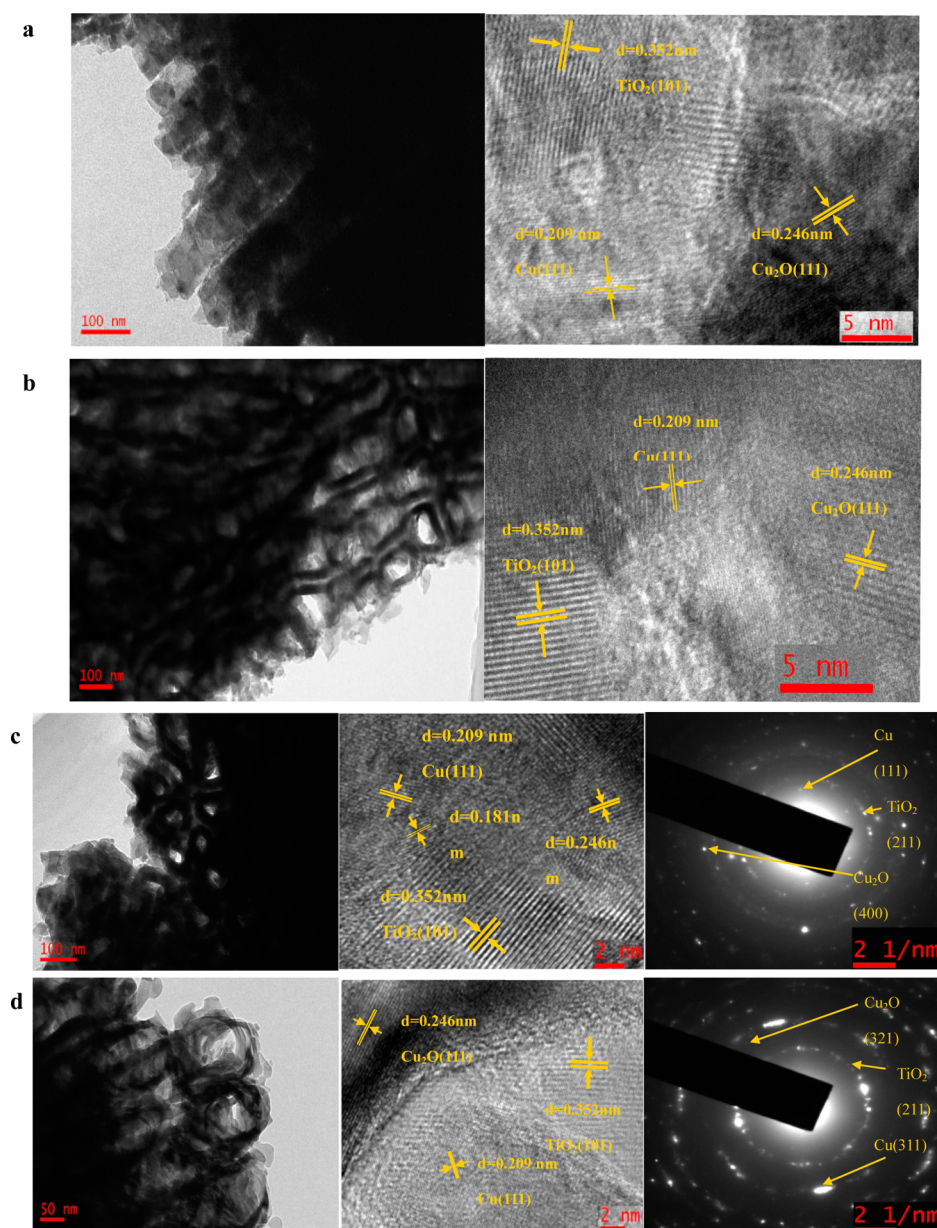 a
d=0.352nm
TiO₂(101)
d=0.209 nm
Cu(111)
d=0.246nm
Cu₂O(111)
100 nm
5 nm
b
d=0.209 nm
Cu(111)
d=0.246nm
Cu₂O(111)
d=0.352nm
TiO₂(101)
100 nm
5 nm
c
d=0.209 nm
Cu(111)
d=0.181n
m
d=0.246n
m
d=0.352nm
TiO₂(101)
Cu
(111)
TiO₂
(211)
Cu₂O
(400)
100 nm
2 nm
2 1/nm
d
d=0.246nm
Cu₂O(111)
d=0.352nm
TiO₂(101)
d=0.209 nm
Cu(111)
Cu₂O
(321)
TiO₂
(211)
Cu(311)
50 nm
2 nm
2 1/nm